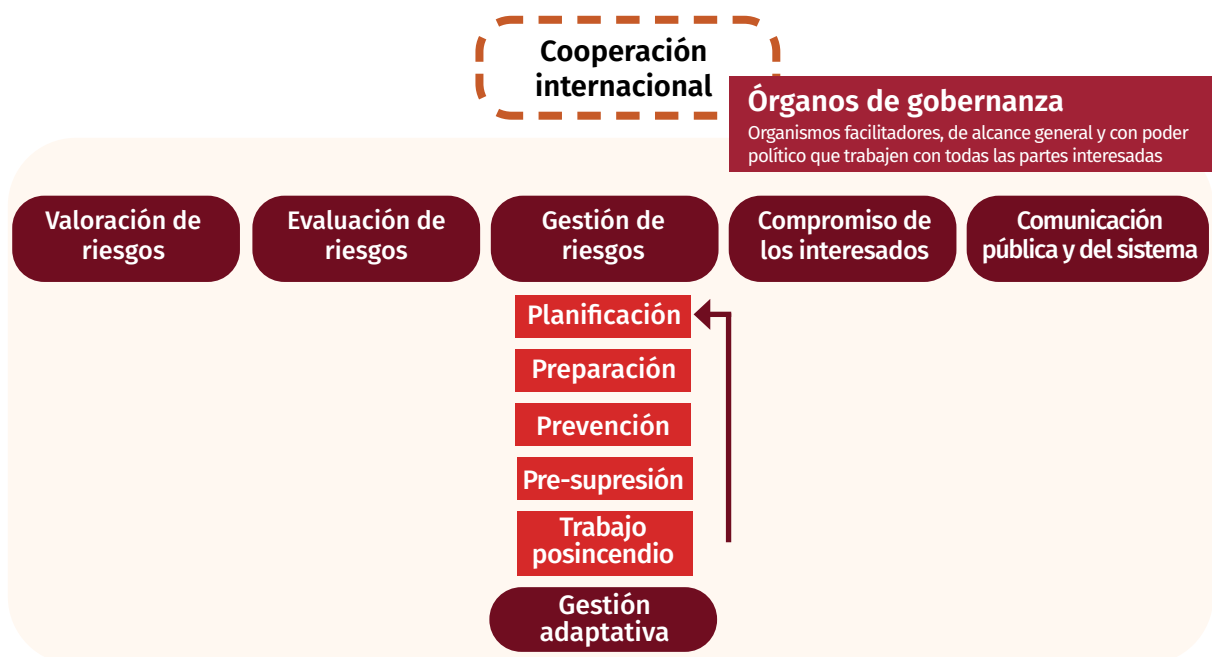 Cooperación
internacional
Órganos de gobernanza
Organismos facilitadores, de alcance general y con poder
político que trabajen con todas las partes interesadas
Valoración de
riesgos
Evaluación de
riesgos
Gestión de
riesgos
Compromiso de
los interesados
Comunicación
pública y del sistema
Planificación
Preparación
Prevención
Pre-supresión
Trabajo
posincendio
Gestión
adaptativa